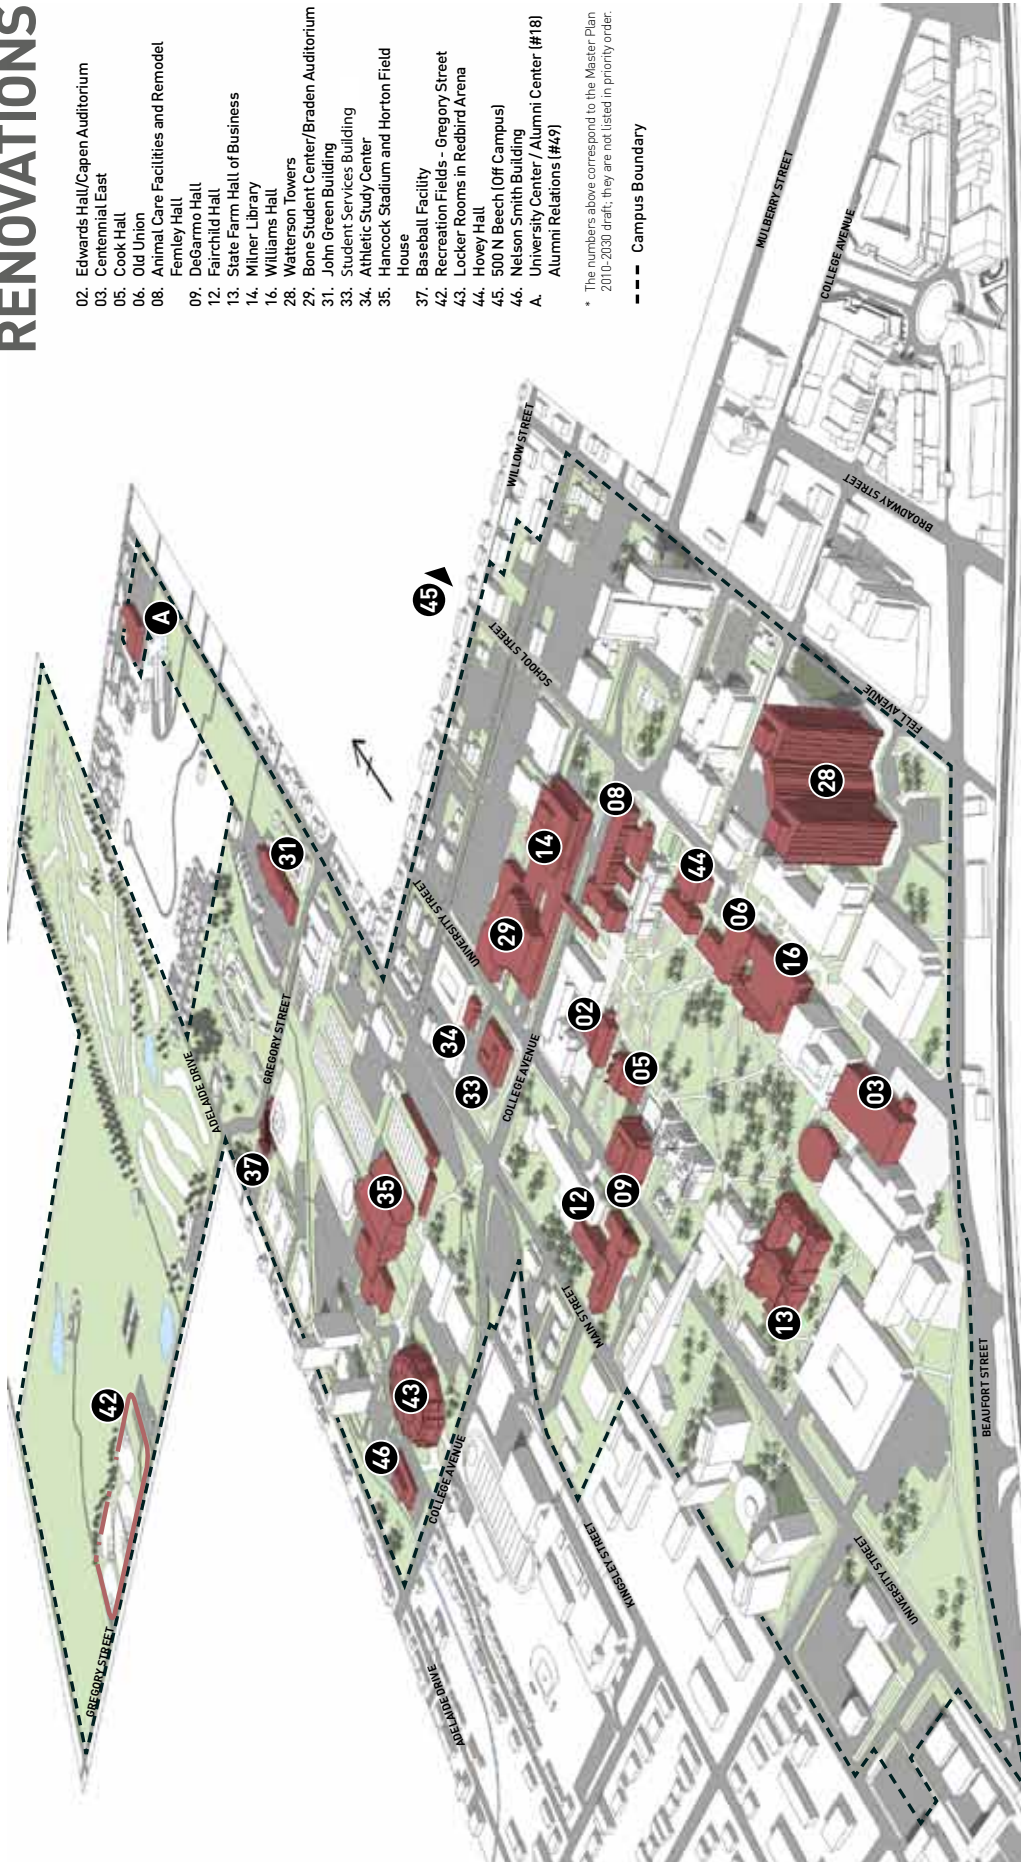 RENOVATIONS
02. Edwards Hall/Capen Auditorium
03. Centennial East
05. Cook Hall
06. Old Union
08. Animal Care Facilities and Remodel
Femley Hall
09. DeGarmo Hall
12. Fairchild Hall
13. State Farm Hall of Business
14. Milner Library
16. Williams Hall
28. Watterson Towers
29. Bone Student Center/Braden Auditorium
31. John Green Building
33. Student Services Building
34. Athletic Study Center
35. Hancock Stadium and Horton Field
House
37. Baseball Facility
42. Recreation Fields - Gregory Street
43. Locker Rooms in Redbird Arena
44. Hovey Hall
45. 500 N Beech (Off Campus)
46. Nelson Smith Building
A. University Center / Alumni Center (#18)
Alumni Relations (#49)
* The numbers above correspond to the Master Plan
2010-2030 draft; they are not listed in priority order.
Campus Boundary
GREGORY STREET
42
ADELAIDE DRIVE
37
GREGORY STREET
31
A
46
43
35
34
33
UNIVERSITY STREET
45
WILLOW STREET
SCHOOL STREET
COLLEGE AVENUE
COLLEGE AVENUE
ADELAIDE DRIVE
KINGSLEY STREET
MAIN STREET
12
09
05
02
29
14
08
44
06
16
28
03
13
UNIVERSITY STREET
BEAUFORT STREET
FELL AVENUE
BROADWAY STREET
COLLEGE AVENUE
MULBERRY STREET